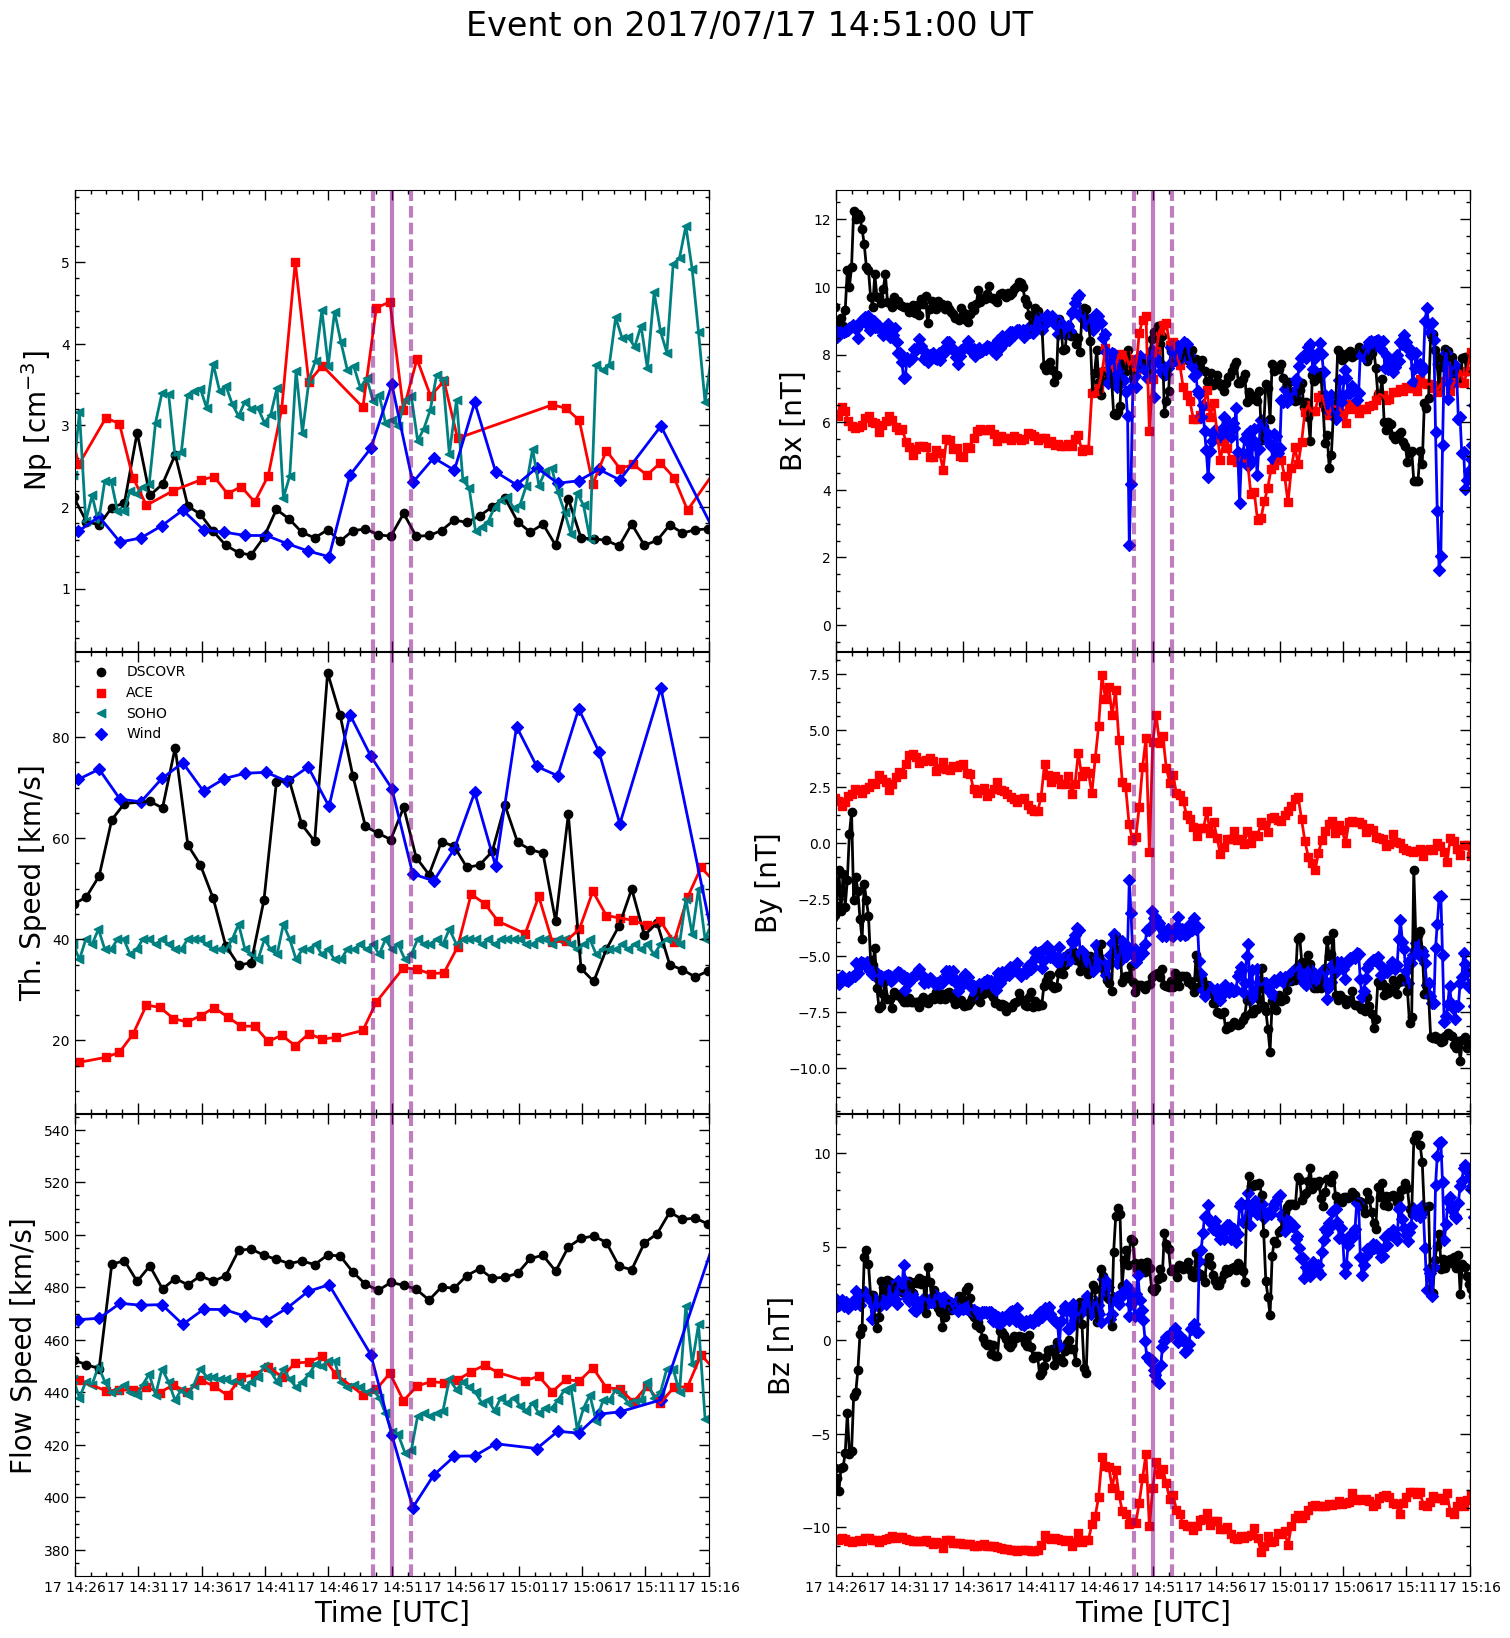 Event on 2017/07/17 14:51:00 UT
Np [cm⁻³]
5
4
3
2
1
Bx [nT]
12
10
8
6
4
2
0
Th. Speed [km/s]
80
60
40
20
DSCOVR
ACE
SOHO
Wind
By [nT]
7.5
5.0
2.5
0.0
−2.5
−5.0
−7.5
−10.0
Flow Speed [km/s]
540
520
500
480
460
440
420
400
380
Bz [nT]
10
5
0
−5
−10
17 14:26 17 14:31 17 14:36 17 14:41 17 14:46 17 14:51 17 14:56 17 15:01 17 15:06 17 15:11 17 15:16
Time [UTC]
17 14:26 17 14:31 17 14:36 17 14:41 17 14:46 17 14:51 17 14:56 17 15:01 17 15:06 17 15:11 17 15:16
Time [UTC]